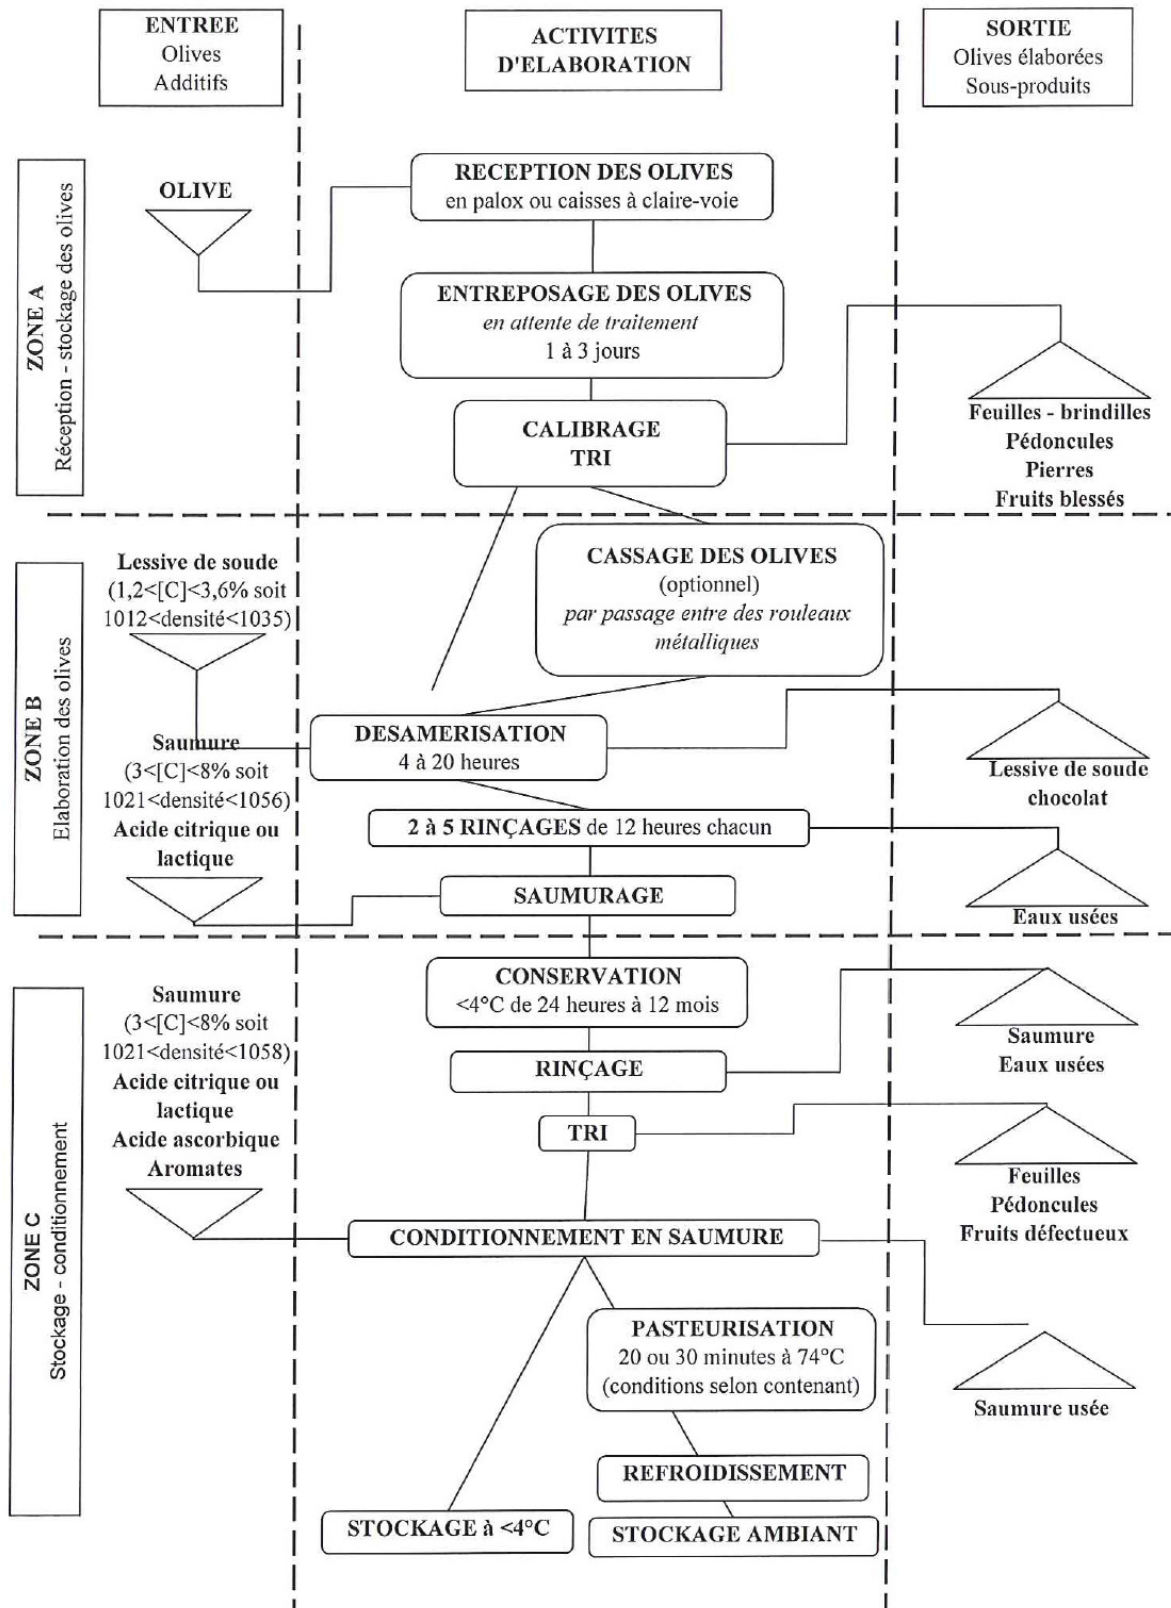 ENTREE
Olives
Additifs
ACTIVITES
D'ELABORATION
SORTIE
Olives élaborées
Sous-produits
ZONE A
Réception - stockage des olives
OLIVE
RECEPTION DES OLIVES
en palox ou caisses à claire-voie
ENTREPOSAGE DES OLIVES
en attente de traitement
1 à 3 jours
CALIBRAGE
TRI
Feuilles - brindilles
Pédoncules
Pierres
Fruits blessés
ZONE B
Elaboration des olives
Lessive de soude
(1,2<[C]<3,6% soit
1012<densité<1035)
CASSAGE DES OLIVES
(optionnel)
par passage entre des rouleaux
métalliques
DESAMERISATION
4 à 20 heures
Lessive de soude
chocolat
Saumure
(3<[C]<8% soit
1021<densité<1056)
Acide citrique ou
lactique
2 à 5 RINÇAGES de 12 heures chacun
SAUMURAGE
Eaux usées
ZONE C
Stockage - conditionnement
Saumure
(3<[C]<8% soit
1021<densité<1058)
Acide citrique ou
lactique
Acide ascorbique
Aromates
CONSERVATION
<4°C de 24 heures à 12 mois
RINÇAGE
Saumure
Eaux usées
TRI
Feuilles
Pédoncules
Fruits défectueux
CONDITIONNEMENT EN SAUMURE
PASTEURISATION
20 ou 30 minutes à 74°C
(conditions selon contenant)
Saumure usée
REFROIDISSEMENT
STOCKAGE à <4°C
STOCKAGE AMBIANT